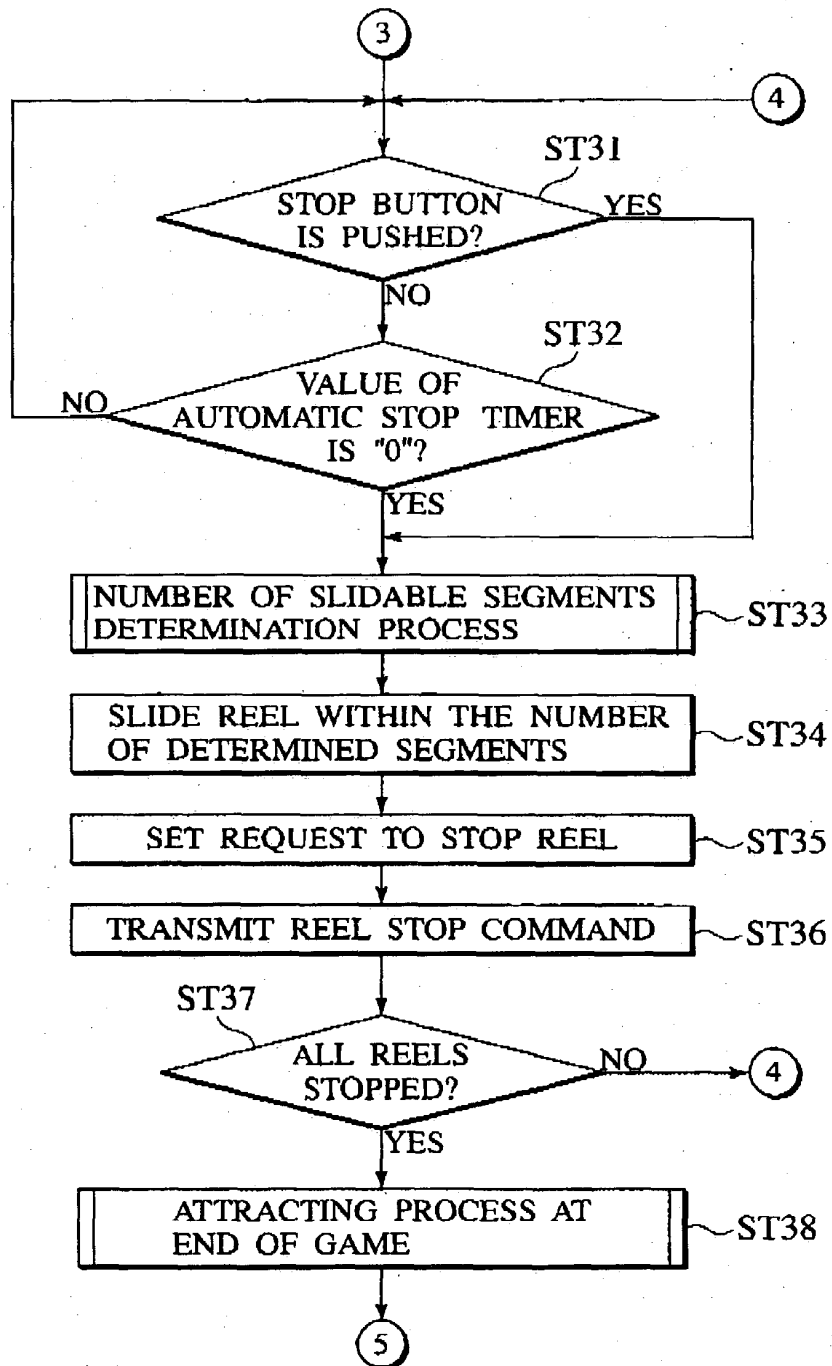 3
4
ST31
STOP BUTTON
IS PUSHED?
YES
NO
ST32
VALUE OF
AUTOMATIC STOP TIMER
IS "0"?
NO
YES
NUMBER OF SLIDABLE SEGMENTS
DETERMINATION PROCESS
ST33
SLIDE REEL WITHIN THE NUMBER
OF DETERMINED SEGMENTS
ST34
SET REQUEST TO STOP REEL
ST35
TRANSMIT REEL STOP COMMAND
ST36
ST37
ALL REELS
STOPPED?
NO
4
YES
ATTRACTING PROCESS AT
END OF GAME
ST38
5